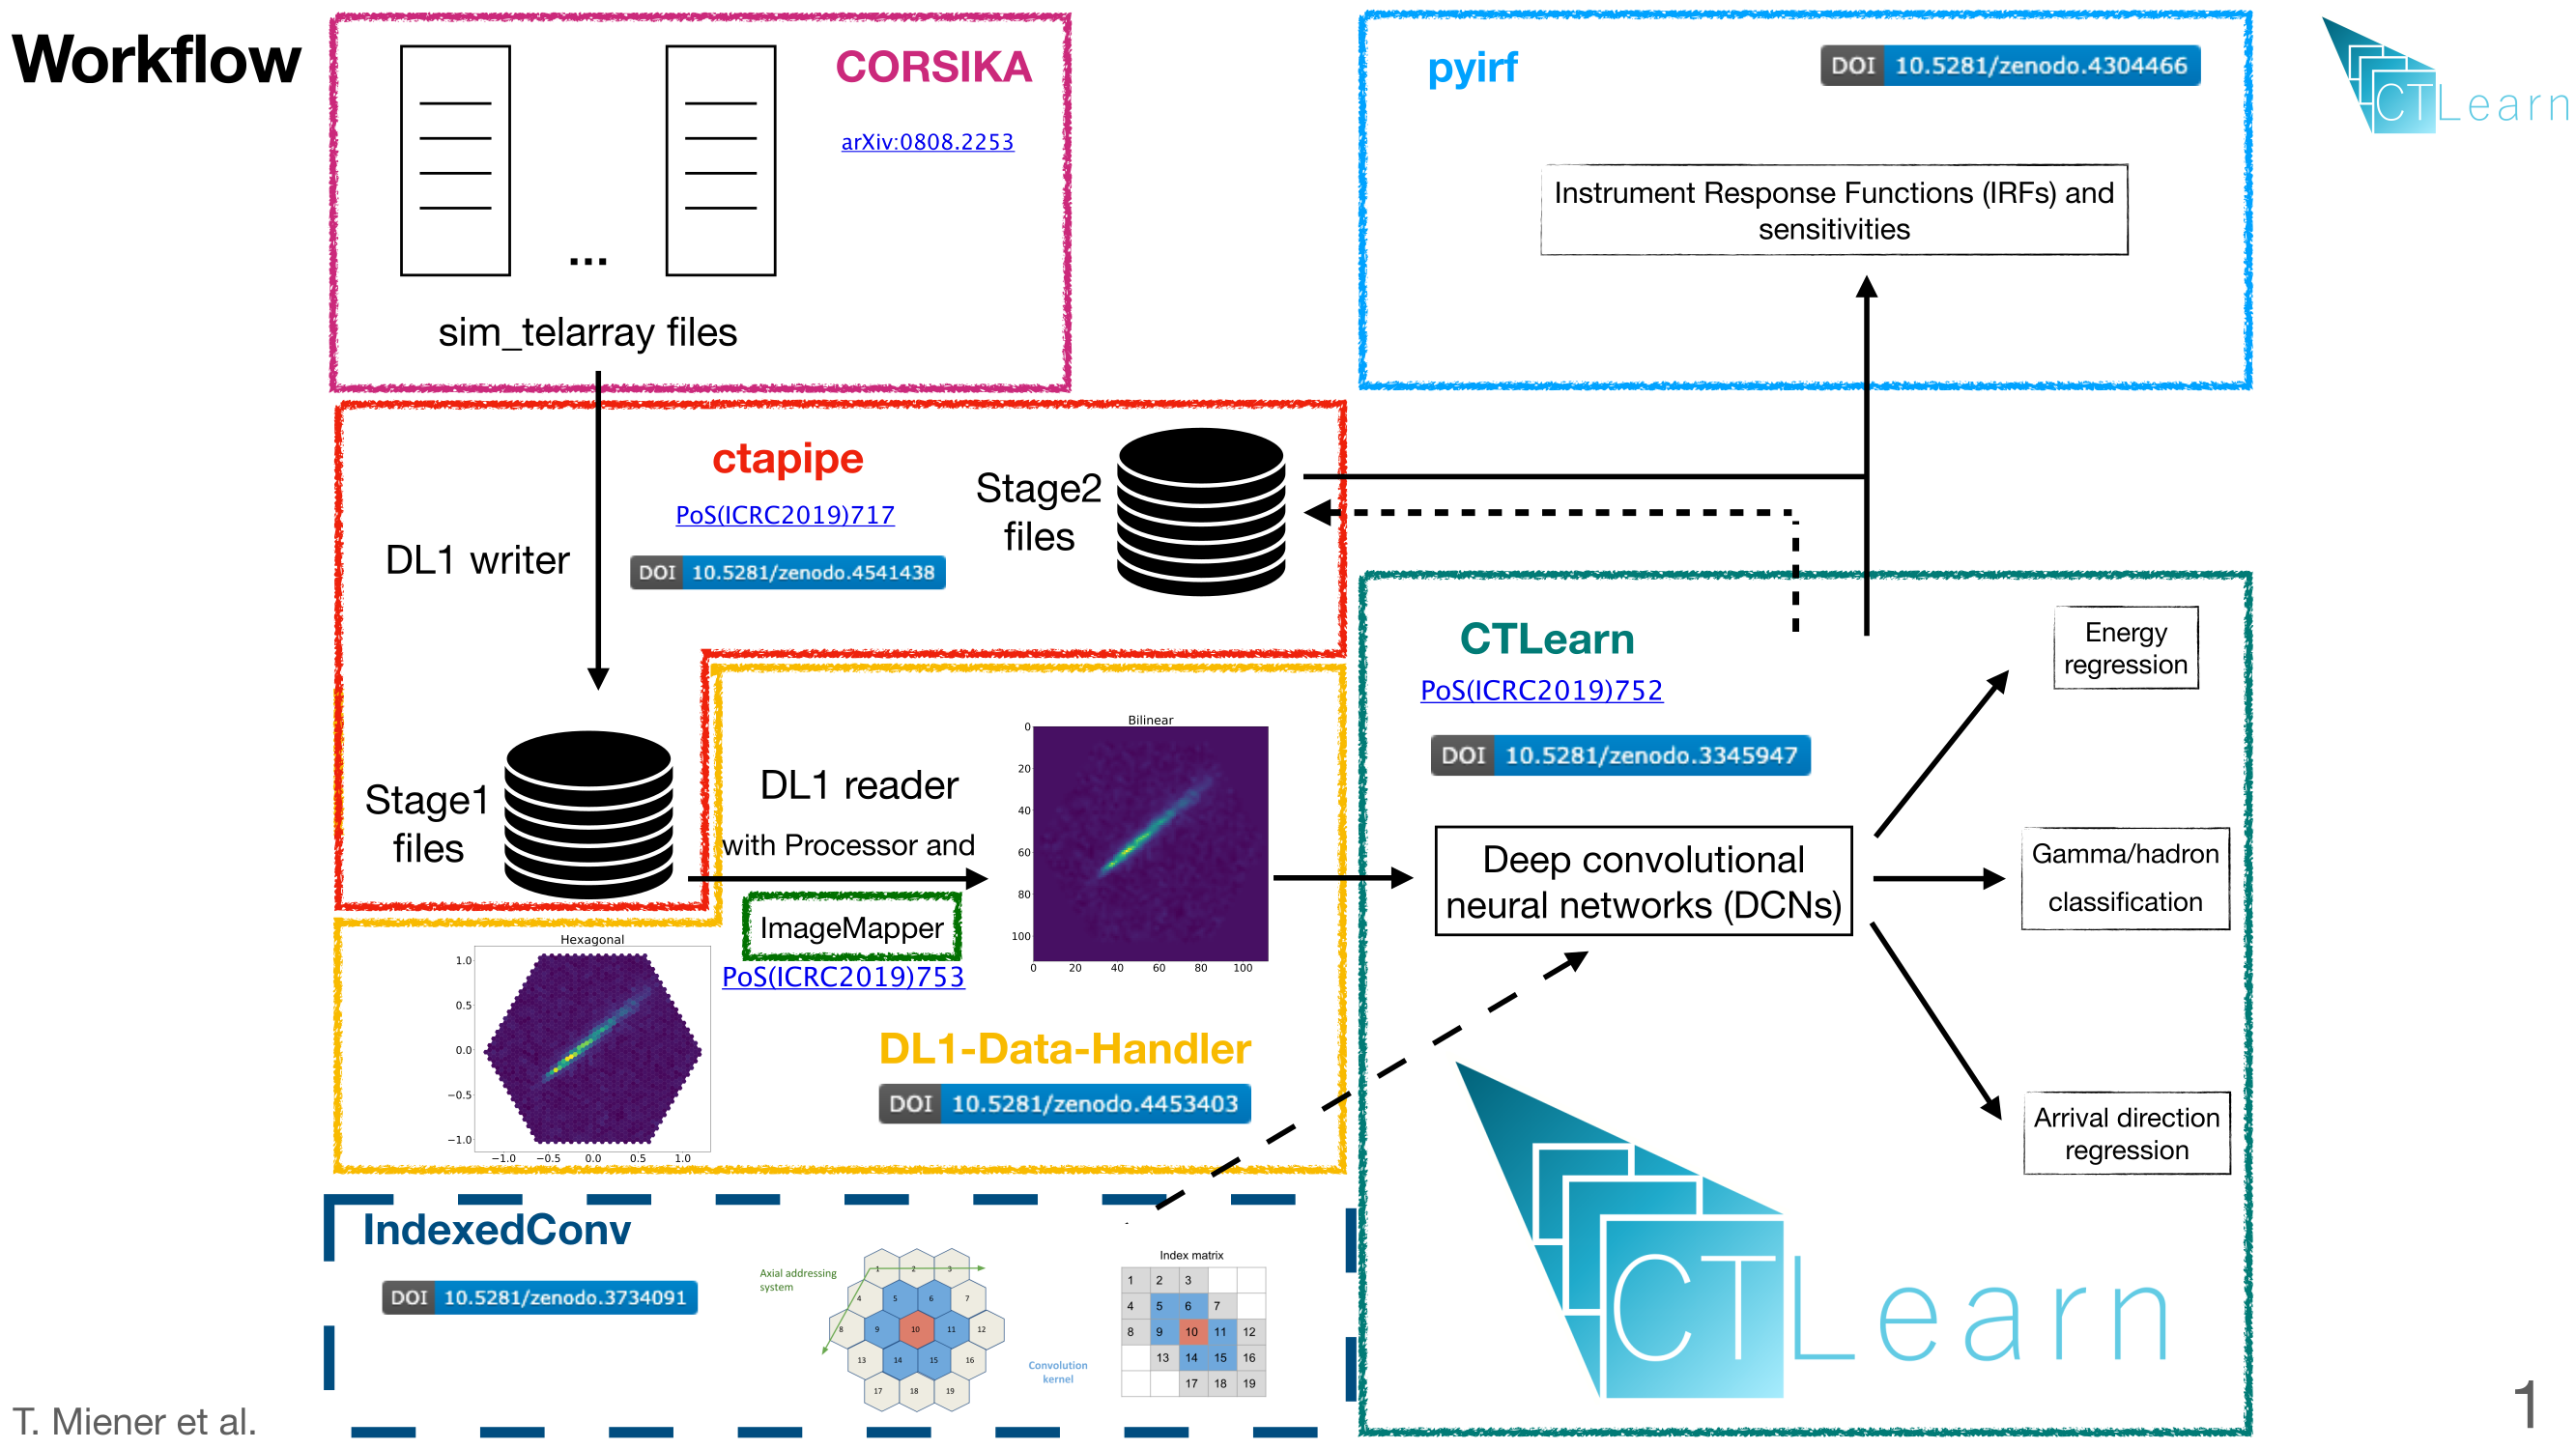 Workflow
CORSIKA
arXiv:0808.2253
...
sim_telarray files
pyirf
DOI 10.5281/zenodo.4304466
Instrument Response Functions (IRFs) and
sensitivities
CTLearn
ctapipe
PoS(ICRC2019)717
DOI 10.5281/zenodo.4541438
DL1 writer
Stage2
files
Stage1
files
DL1 reader
with Processor and
ImageMapper
PoS(ICRC2019)753
Bilinear
0
20
40
60
80
100
0 20 40 60 80 100
Hexagonal
1.0
0.5
0.0
−0.5
−1.0
−1.0 −0.5 0.0 0.5 1.0
DL1-Data-Handler
DOI 10.5281/zenodo.4453403
CTLearn
PoS(ICRC2019)752
DOI 10.5281/zenodo.3345947
Deep convolutional
neural networks (DCNs)
Energy
regression
Gamma/hadron
classification
Arrival direction
regression
CTLearn
IndexedConv
DOI 10.5281/zenodo.3734091
Axial addressing
system
1 2 3
4 5 6 7
8 9 10 11 12
13 14 15 16
17 18 19
Convolution
kernel
Index matrix
1 2 3
4 5 6 7
8 9 10 11 12
13 14 15 16
17 18 19
T. Miener et al.
1